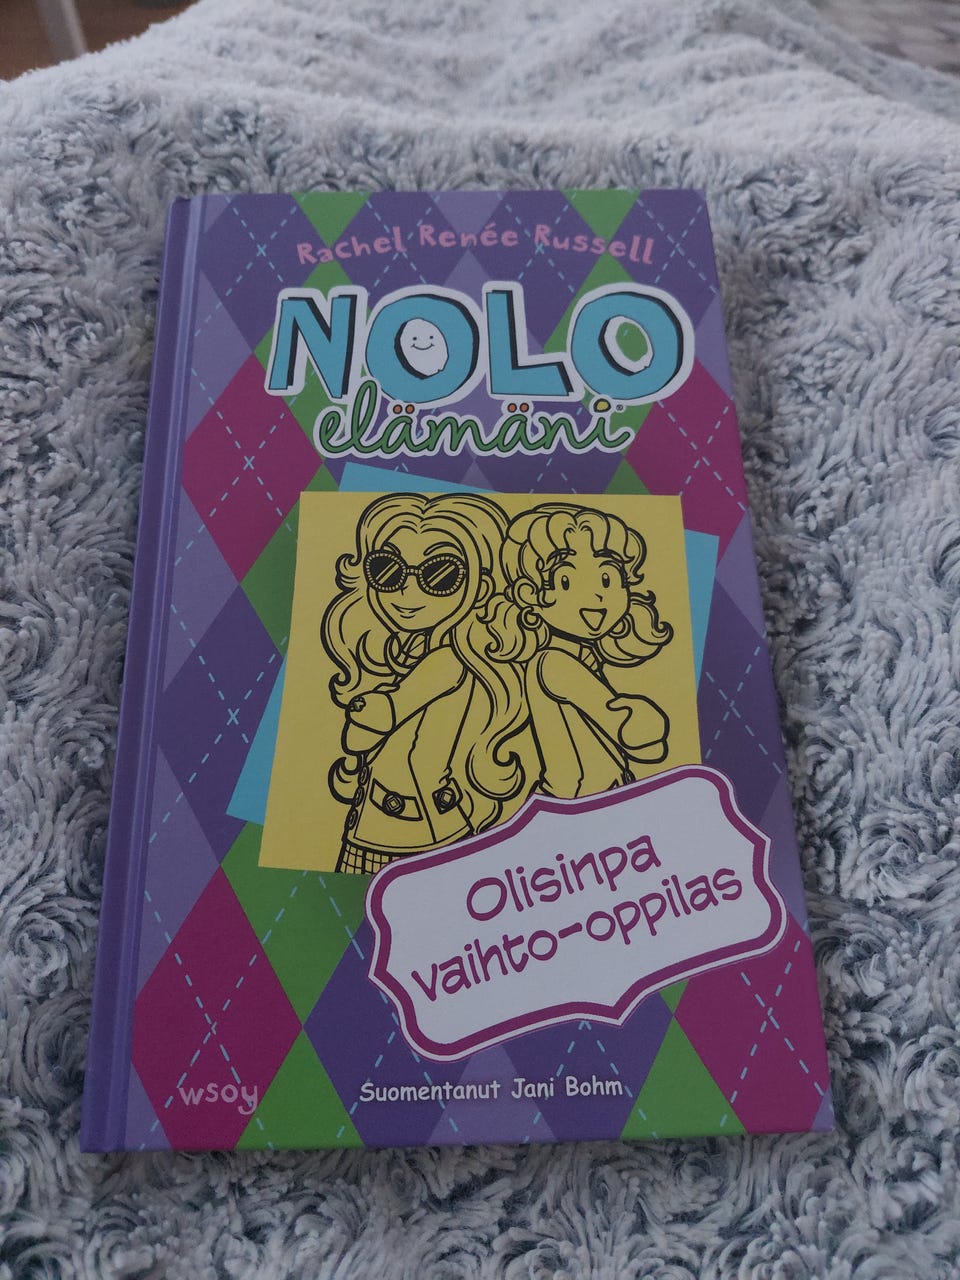 Rachel Renée Russell
NOLO
elämäni®
Olisinpa
vaihto-oppilas
wsoy
Suomentanut Jani Bohm